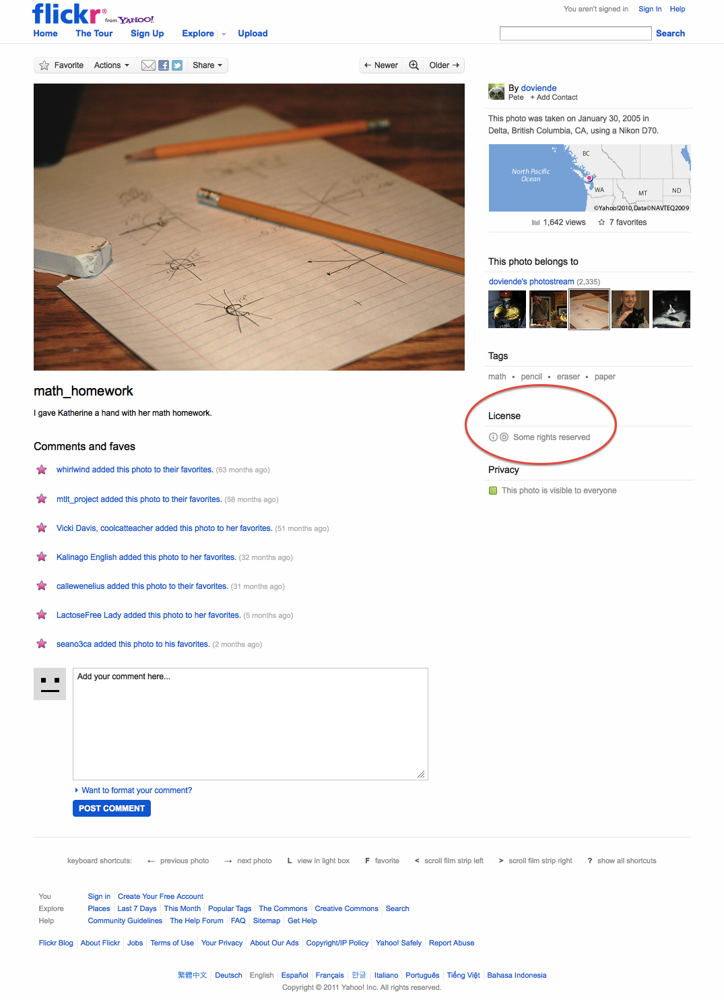 flickr® from YAHOO!
You aren't signed in Sign In Help
Home The Tour Sign Up Explore Upload
Search
Favorite Actions Share
← Newer Older →
By doviende
Pete + Add Contact
This photo was taken on January 30, 2005 in
Delta, British Columbia, CA, using a Nikon D70.
BC
North Pacific
Ocean
WA MT ND
©Yahoo!2010,Data©NAVTEQ2009
1,642 views 7 favorites
This photo belongs to
doviende's photostream (2,335)
Tags
math • pencil • eraser • paper
License
Some rights reserved
Privacy
This photo is visible to everyone
math_homework
I gave Katherine a hand with her math homework.
Comments and faves
whirlwind added this photo to their favorites. (63 months ago)
mtlt_project added this photo to their favorites. (58 months ago)
Vicki Davis, coolcatteacher added this photo to her favorites. (51 months ago)
Kalinago English added this photo to her favorites. (32 months ago)
callewenelius added this photo to their favorites. (31 months ago)
LactoseFree Lady added this photo to her favorites. (5 months ago)
seano3ca added this photo to his favorites. (2 months ago)
Add your comment here...
Want to format your comment?
POST COMMENT
keyboard shortcuts: ← previous photo → next photo L view in light box F favorite < scroll film strip left > scroll film strip right ? show all shortcuts
You Sign in Create Your Free Account
Explore Places Last 7 Days This Month Popular Tags The Commons Creative Commons Search
Help Community Guidelines The Help Forum FAQ Sitemap Get Help
Flickr Blog About Flickr Jobs Terms of Use Your Privacy About Our Ads Copyright/IP Policy Yahoo! Safely Report Abuse
繁體中文 Deutsch English Español Français 한글 Italiano Português Tiếng Việt Bahasa Indonesia
Copyright © 2011 Yahoo! Inc. All rights reserved.